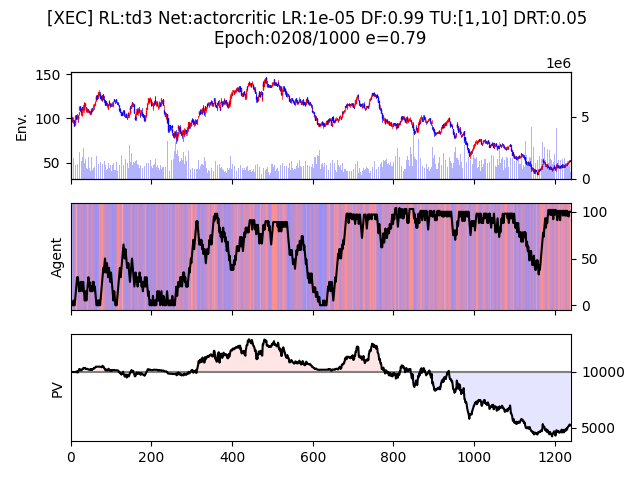 [XEC] RL:td3 Net:actorcritic LR:1e-05 DF:0.99 TU:[1,10] DRT:0.05
Epoch:0208/1000 e=0.79
1e6
150
100
50
Env.
5
0
Agent
100
50
0
PV
10000
5000
0 200 400 600 800 1000 1200